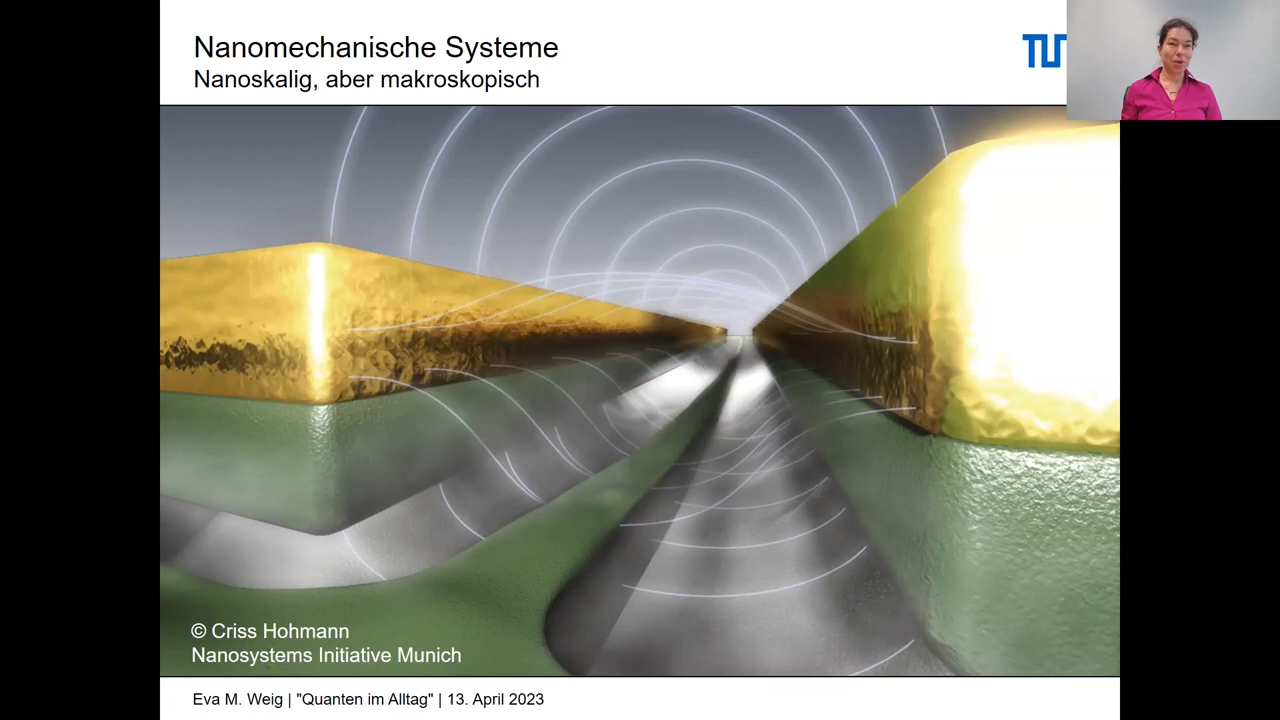 Nanomechanische Systeme
Nanoskalig, aber makroskopisch
© Criss Hohmann
Nanosystems Initiative Munich
Eva M. Weig | "Quanten im Alltag" | 13. April 2023